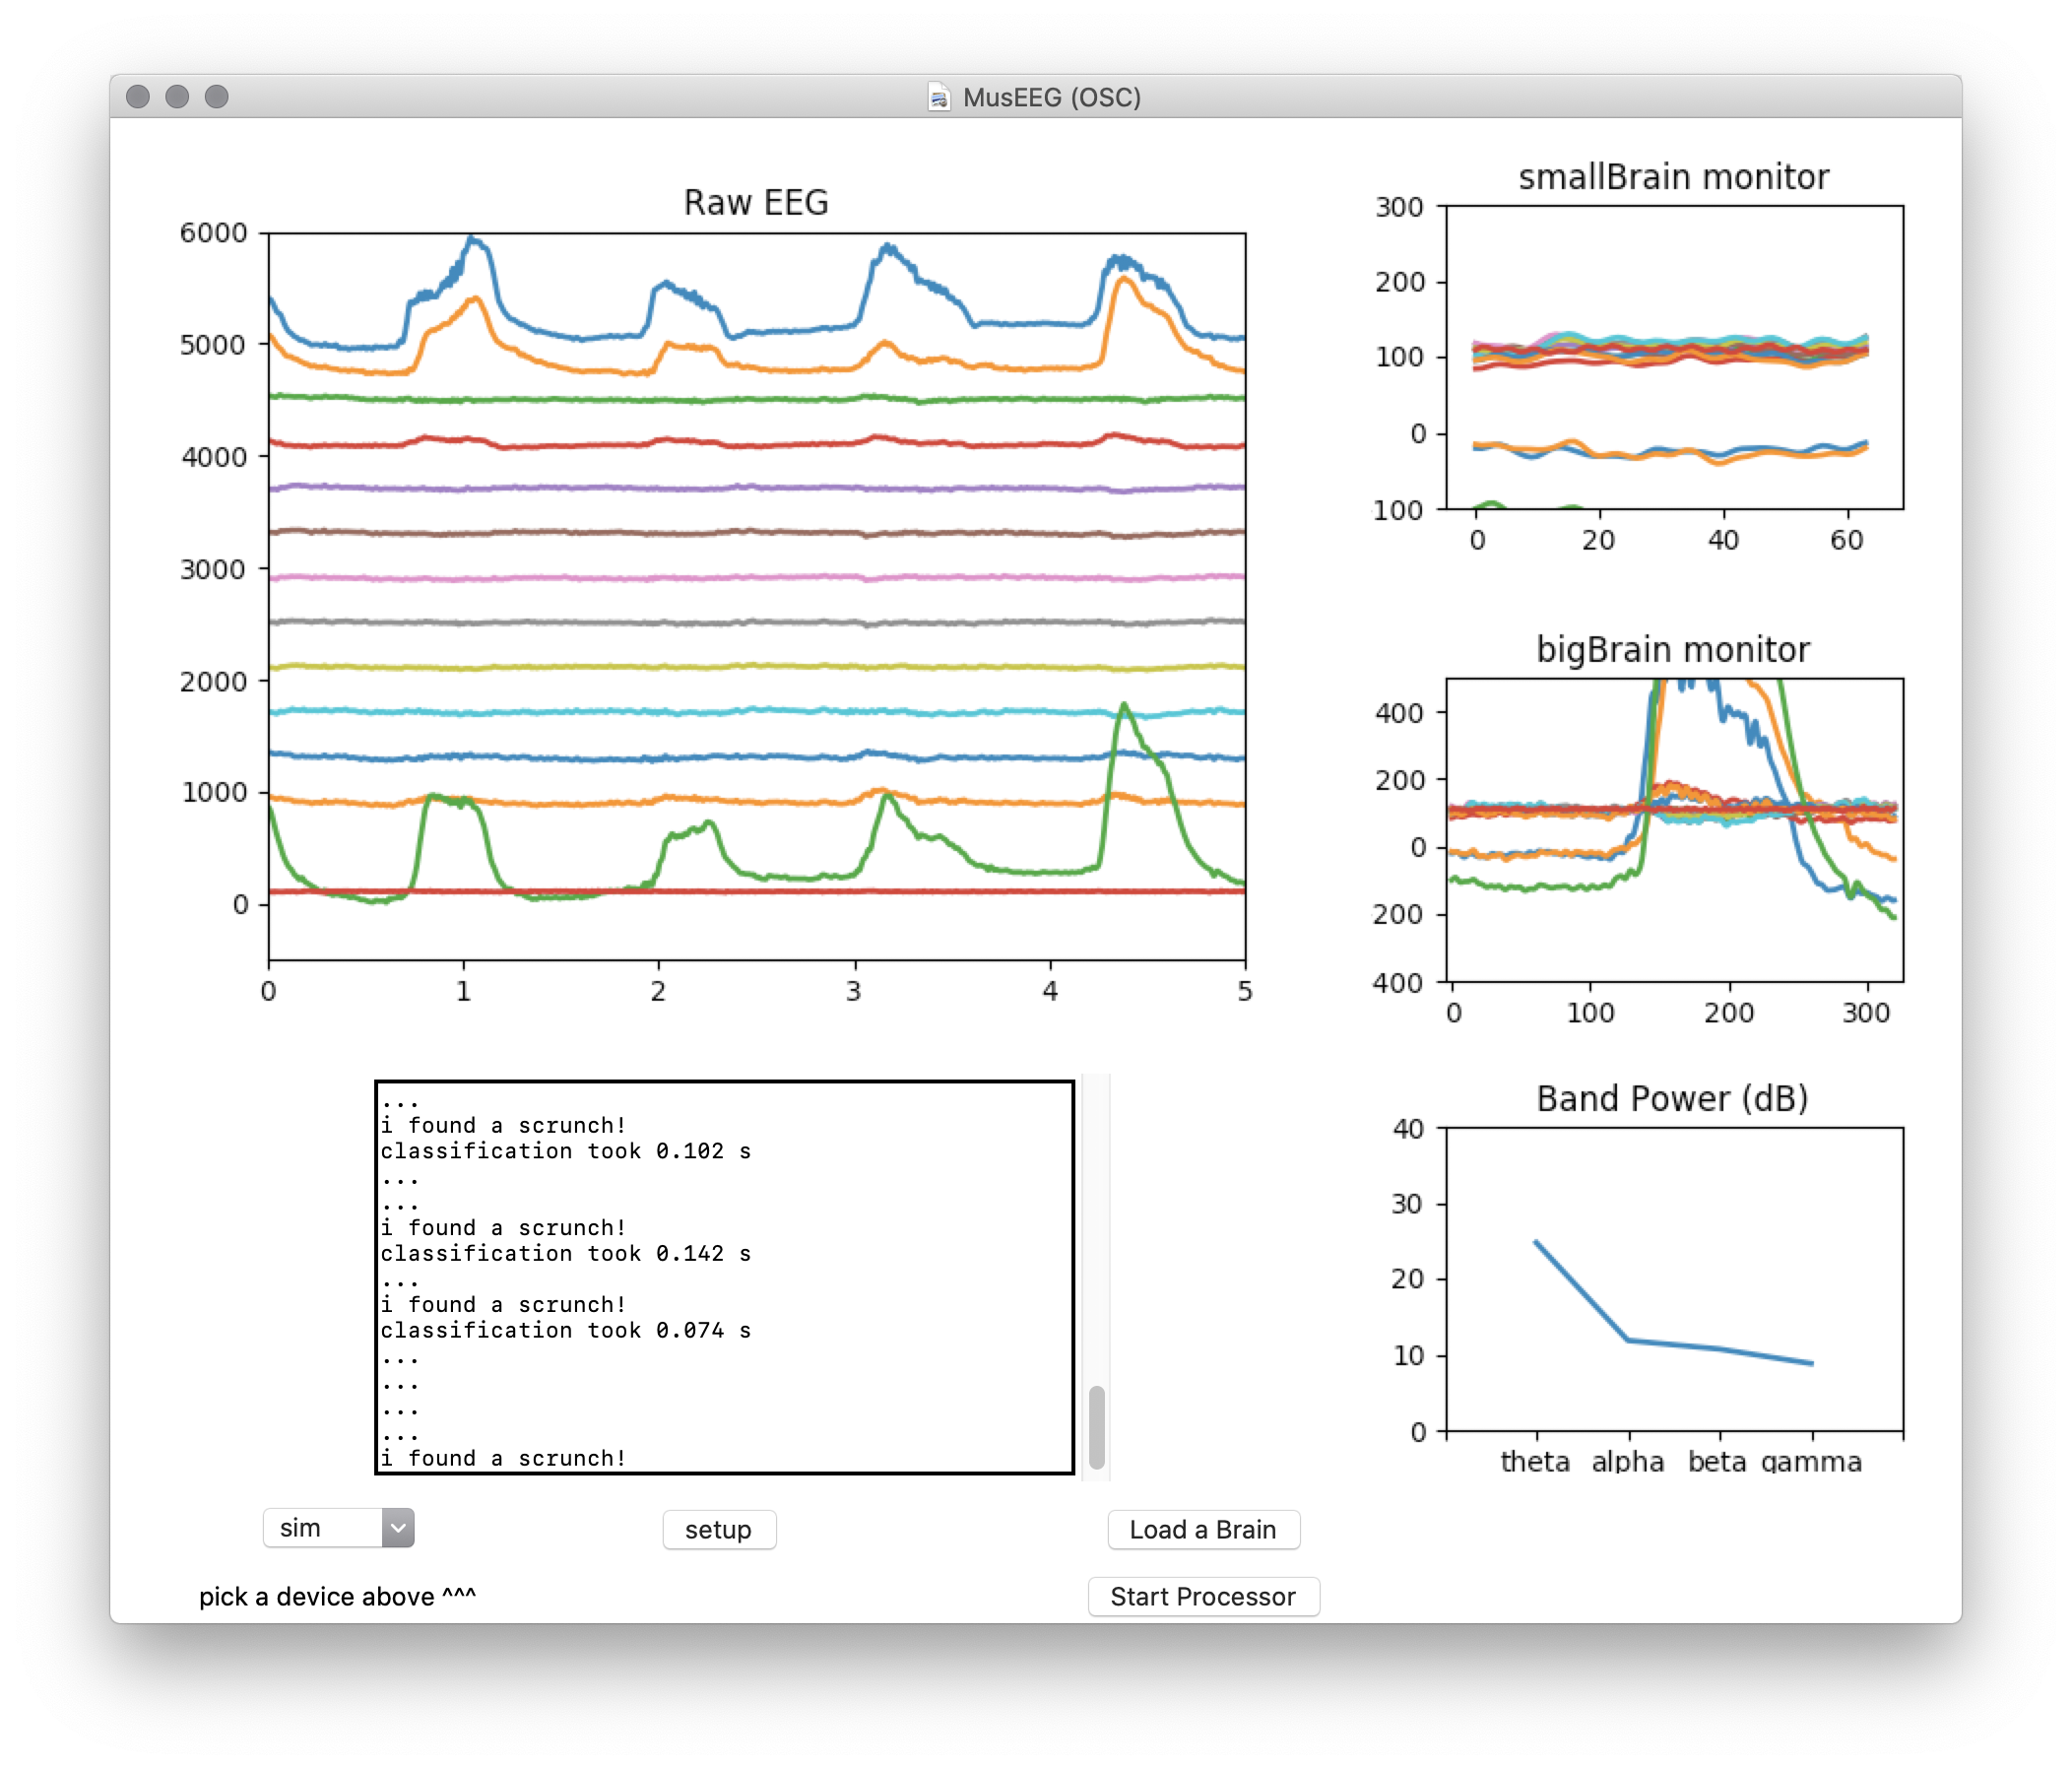 MusEEG (OSC)
Raw EEG
6000
5000
4000
3000
2000
1000
0
0 1 2 3 4 5
smallBrain monitor
300
200
100
0
100
0 20 40 60
bigBrain monitor
400
200
0
200
400
0 100 200 300
Band Power (dB)
40
30
20
10
0
theta alpha beta gamma
...
i found a scrunch!
classification took 0.102 s
...
...
i found a scrunch!
classification took 0.142 s
...
i found a scrunch!
classification took 0.074 s
...
...
...
...
i found a scrunch!
sim
setup
Load a Brain
pick a device above ^^^
Start Processor